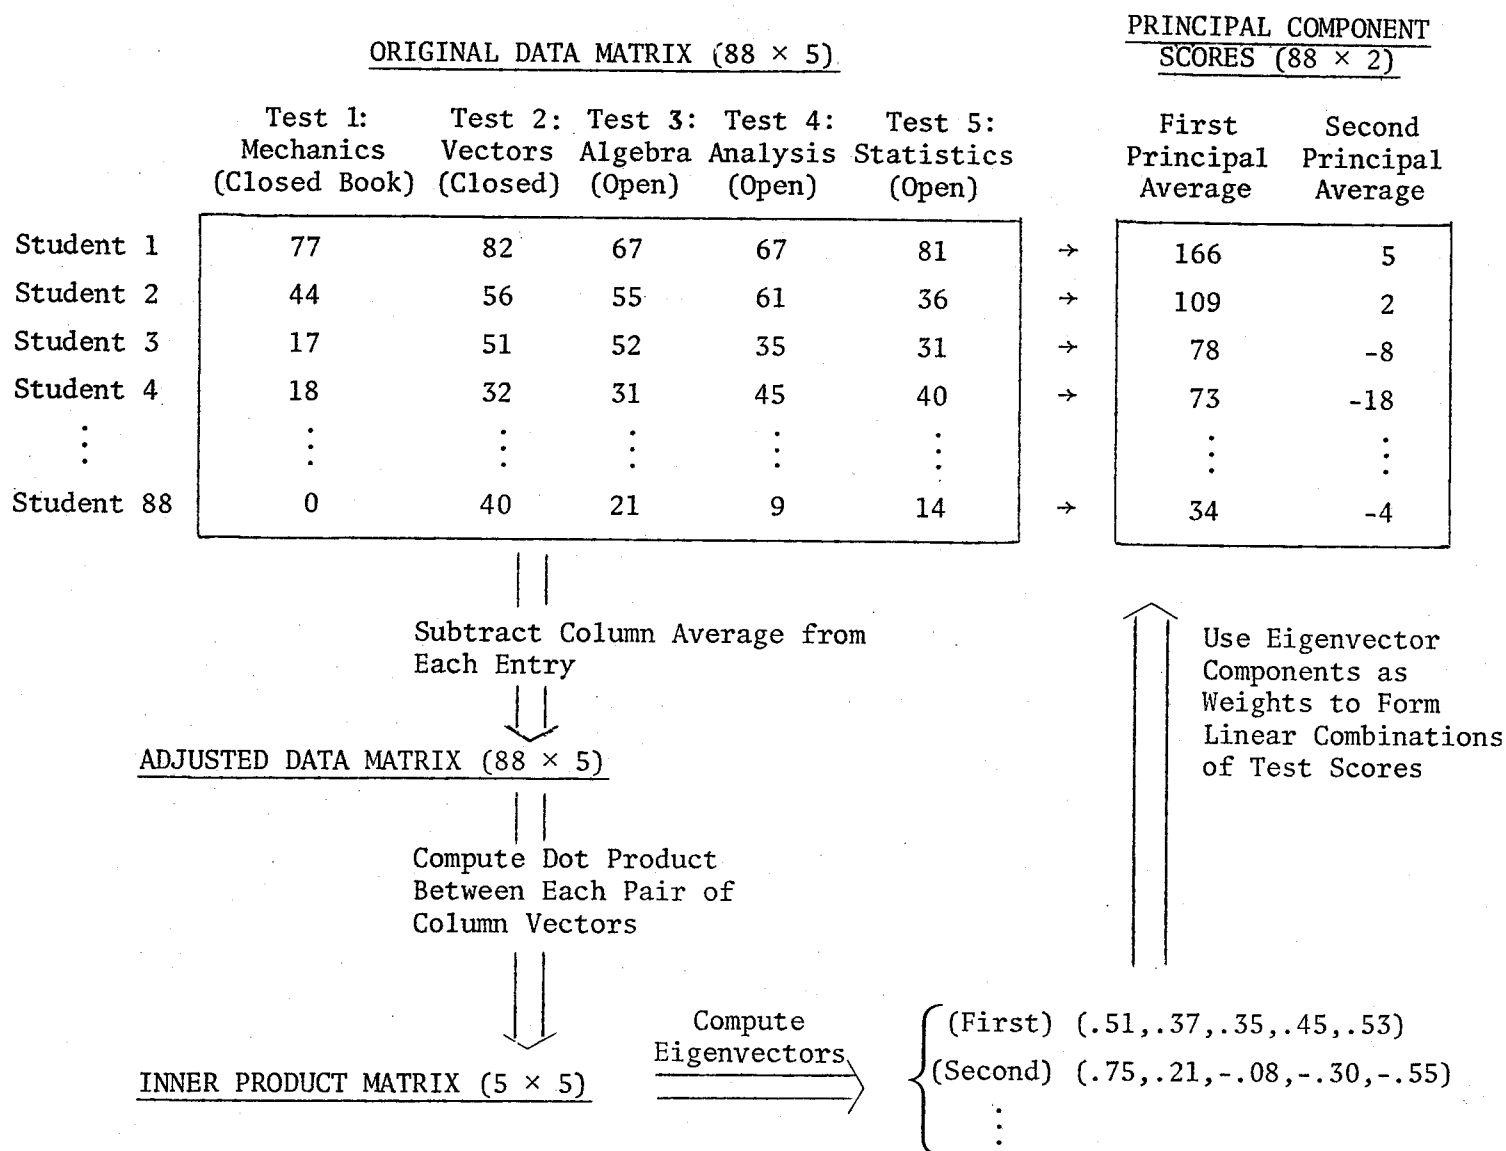 ORIGINAL DATA MATRIX (88 × 5)
PRINCIPAL COMPONENT
SCORES (88 × 2)
Test 1: Test 2: Test 3: Test 4: Test 5:
Mechanics Vectors Algebra Analysis Statistics
(Closed Book) (Closed) (Open) (Open) (Open)
First Second
Principal Principal
Average Average
Student 1 77 82 67 67 81 → 166 5
Student 2 44 56 55 61 36 → 109 2
Student 3 17 51 52 35 31 → 78 -8
Student 4 18 32 31 45 40 → 73 -18
Student 88 0 40 21 9 14 → 34 -4
Subtract Column Average from
Each Entry
ADJUSTED DATA MATRIX (88 × 5)
Compute Dot Product
Between Each Pair of
Column Vectors
INNER PRODUCT MATRIX (5 × 5)
Compute
Eigenvectors
(First) (.51,.37,.35,.45,.53)
(Second) (.75,.21,-.08,-.30,-.55)
Use Eigenvector
Components as
Weights to Form
Linear Combinations
of Test Scores